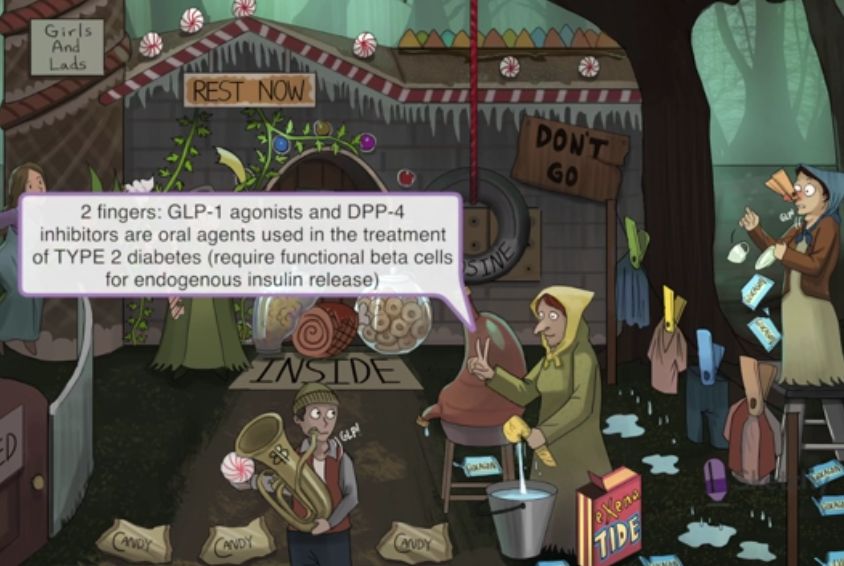 Girls
And
Lads
REST NOW
DON'T
GO
2 fingers: GLP-1 agonists and DPP-4
inhibitors are oral agents used in the treatment
of TYPE 2 diabetes (require functional beta cells
for endogenous insulin release)
OSINE
GLP!
INSIDE
GLP!
ED
eXena
TIDE
CANDY
CANDY
CANDY